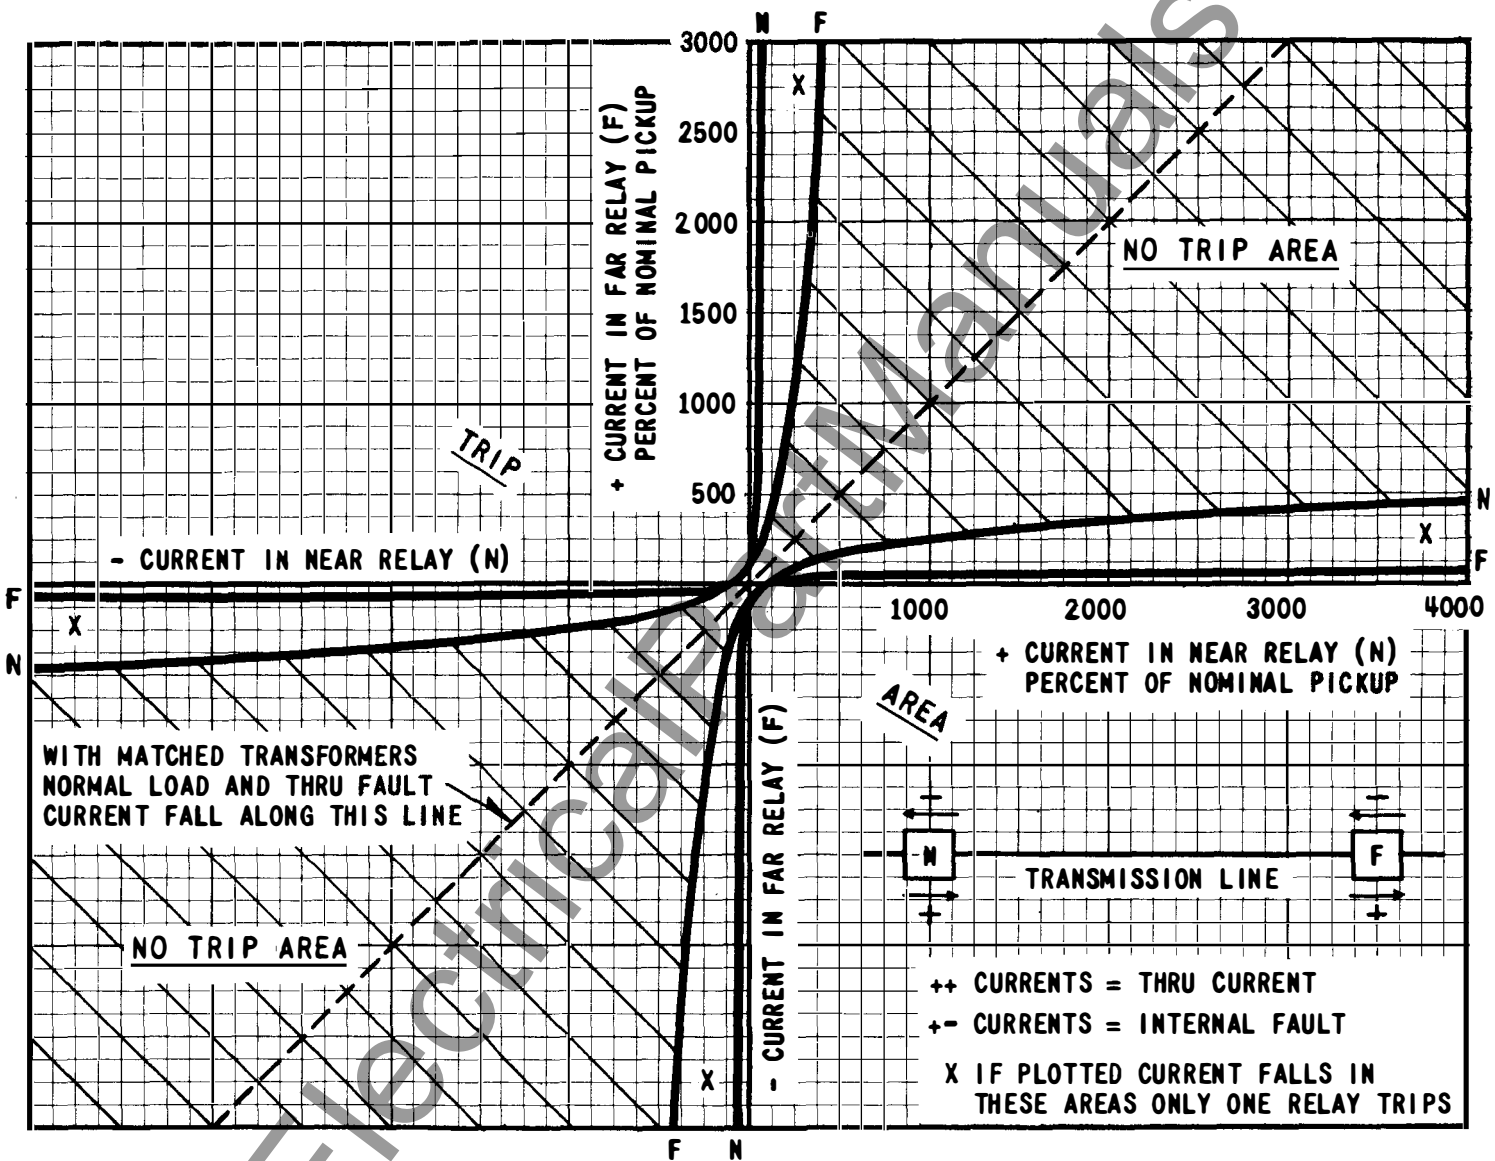 N F
3000
2500
2000
1500
1000
500
+ CURRENT IN FAR RELAY (F)
PERCENT OF NOMINAL PICKUP
X
NO TRIP AREA
TRIP
- CURRENT IN NEAR RELAY (N)
N
X
F
F
X
N
1000 2000 3000 4000
+ CURRENT IN NEAR RELAY (N)
PERCENT OF NOMINAL PICKUP
AREA
- CURRENT IN FAR RELAY (F)
WITH MATCHED TRANSFORMERS
NORMAL LOAD AND THRU FAULT
CURRENT FALL ALONG THIS LINE
NO TRIP AREA
- -
N F
TRANSMISSION LINE
+ +
++ CURRENTS = THRU CURRENT
+- CURRENTS = INTERNAL FAULT
X IF PLOTTED CURRENT FALLS IN
THESE AREAS ONLY ONE RELAY TRIPS
X
F N
ElectricalPartManuals